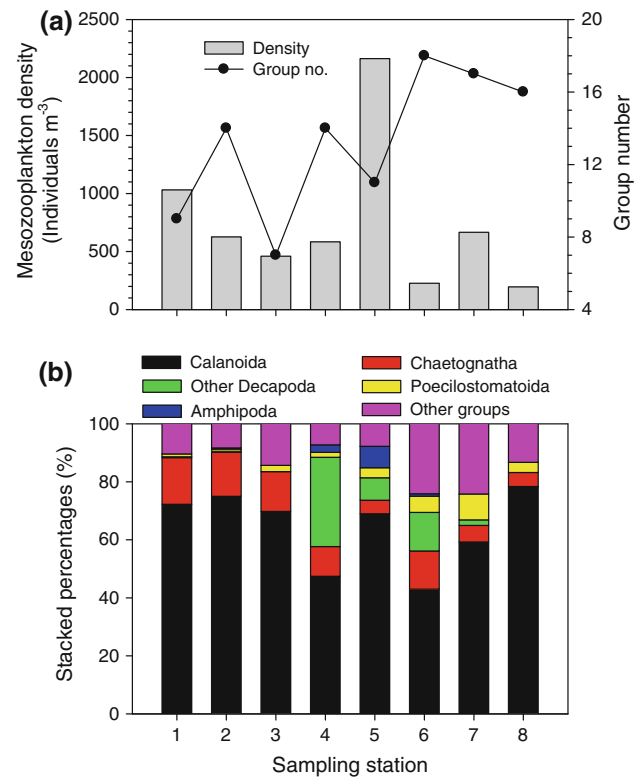 (a)
2500
2000
1500
1000
500
0
Mesozooplankton density
(Individuals m-3)
Density
Group no.
20
16
12
8
4
Group number
(b)
Calanoida
Chaetognatha
Other Decapoda
Poecilostomatoida
Amphipoda
Other groups
100
80
60
40
20
0
Stacked percentages (%)
1 2 3 4 5 6 7 8
Sampling station